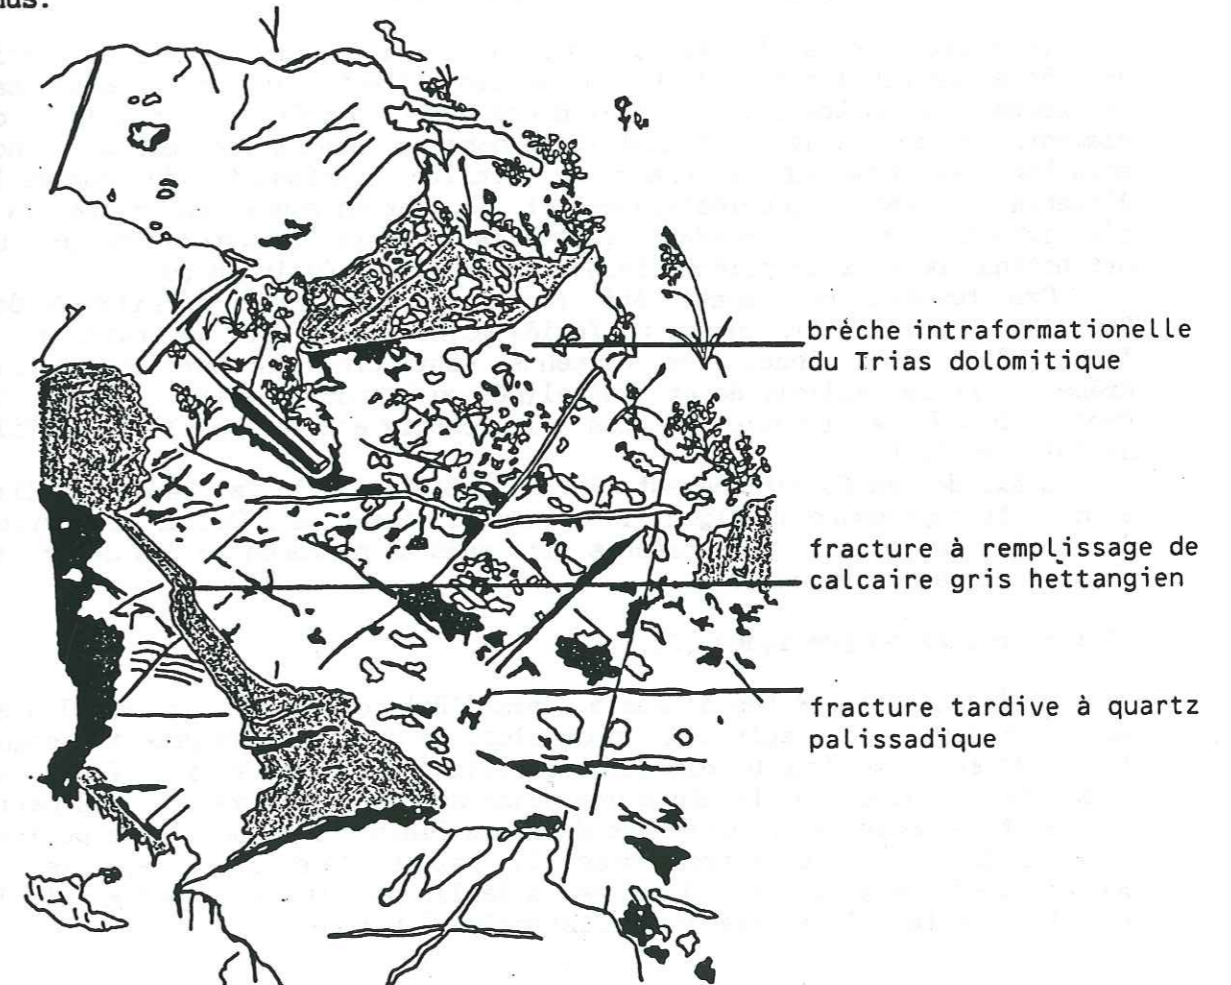 brèche intraformationelle
du Trias dolomitique
fracture à remplissage de
calcaire gris hettangien
fracture tardive à quartz
palissadique